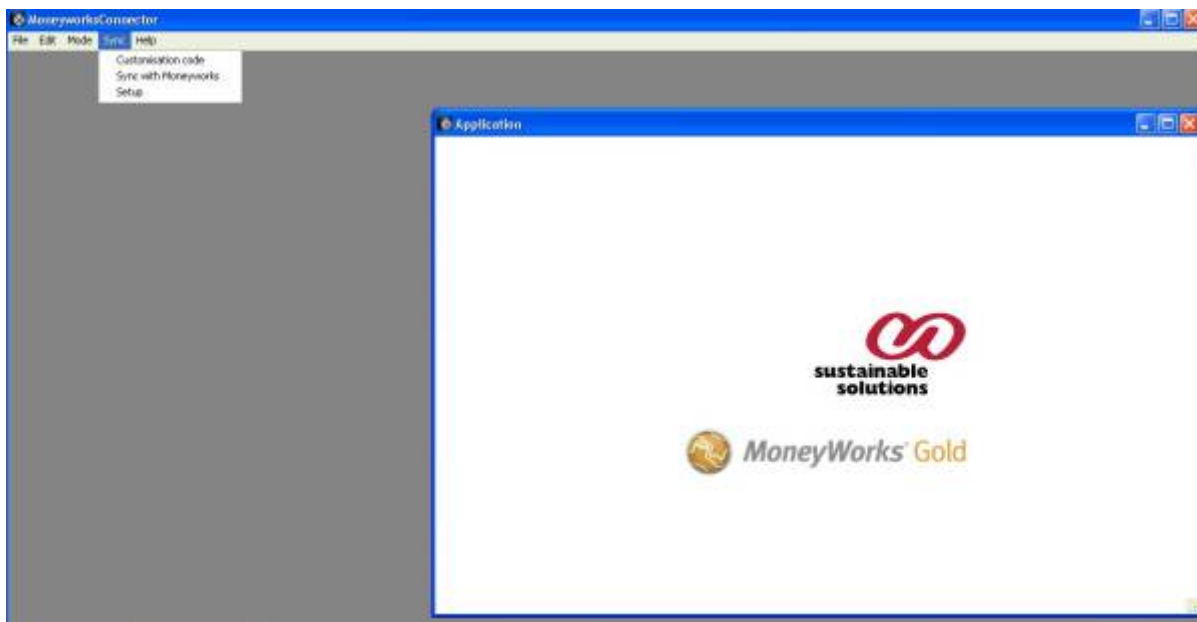 MoneyworksConnector
File Edit Mode Sync Help
Customisation code
Sync with Moneyworks
Setup
Application
sustainable
solutions
MoneyWorks® Gold